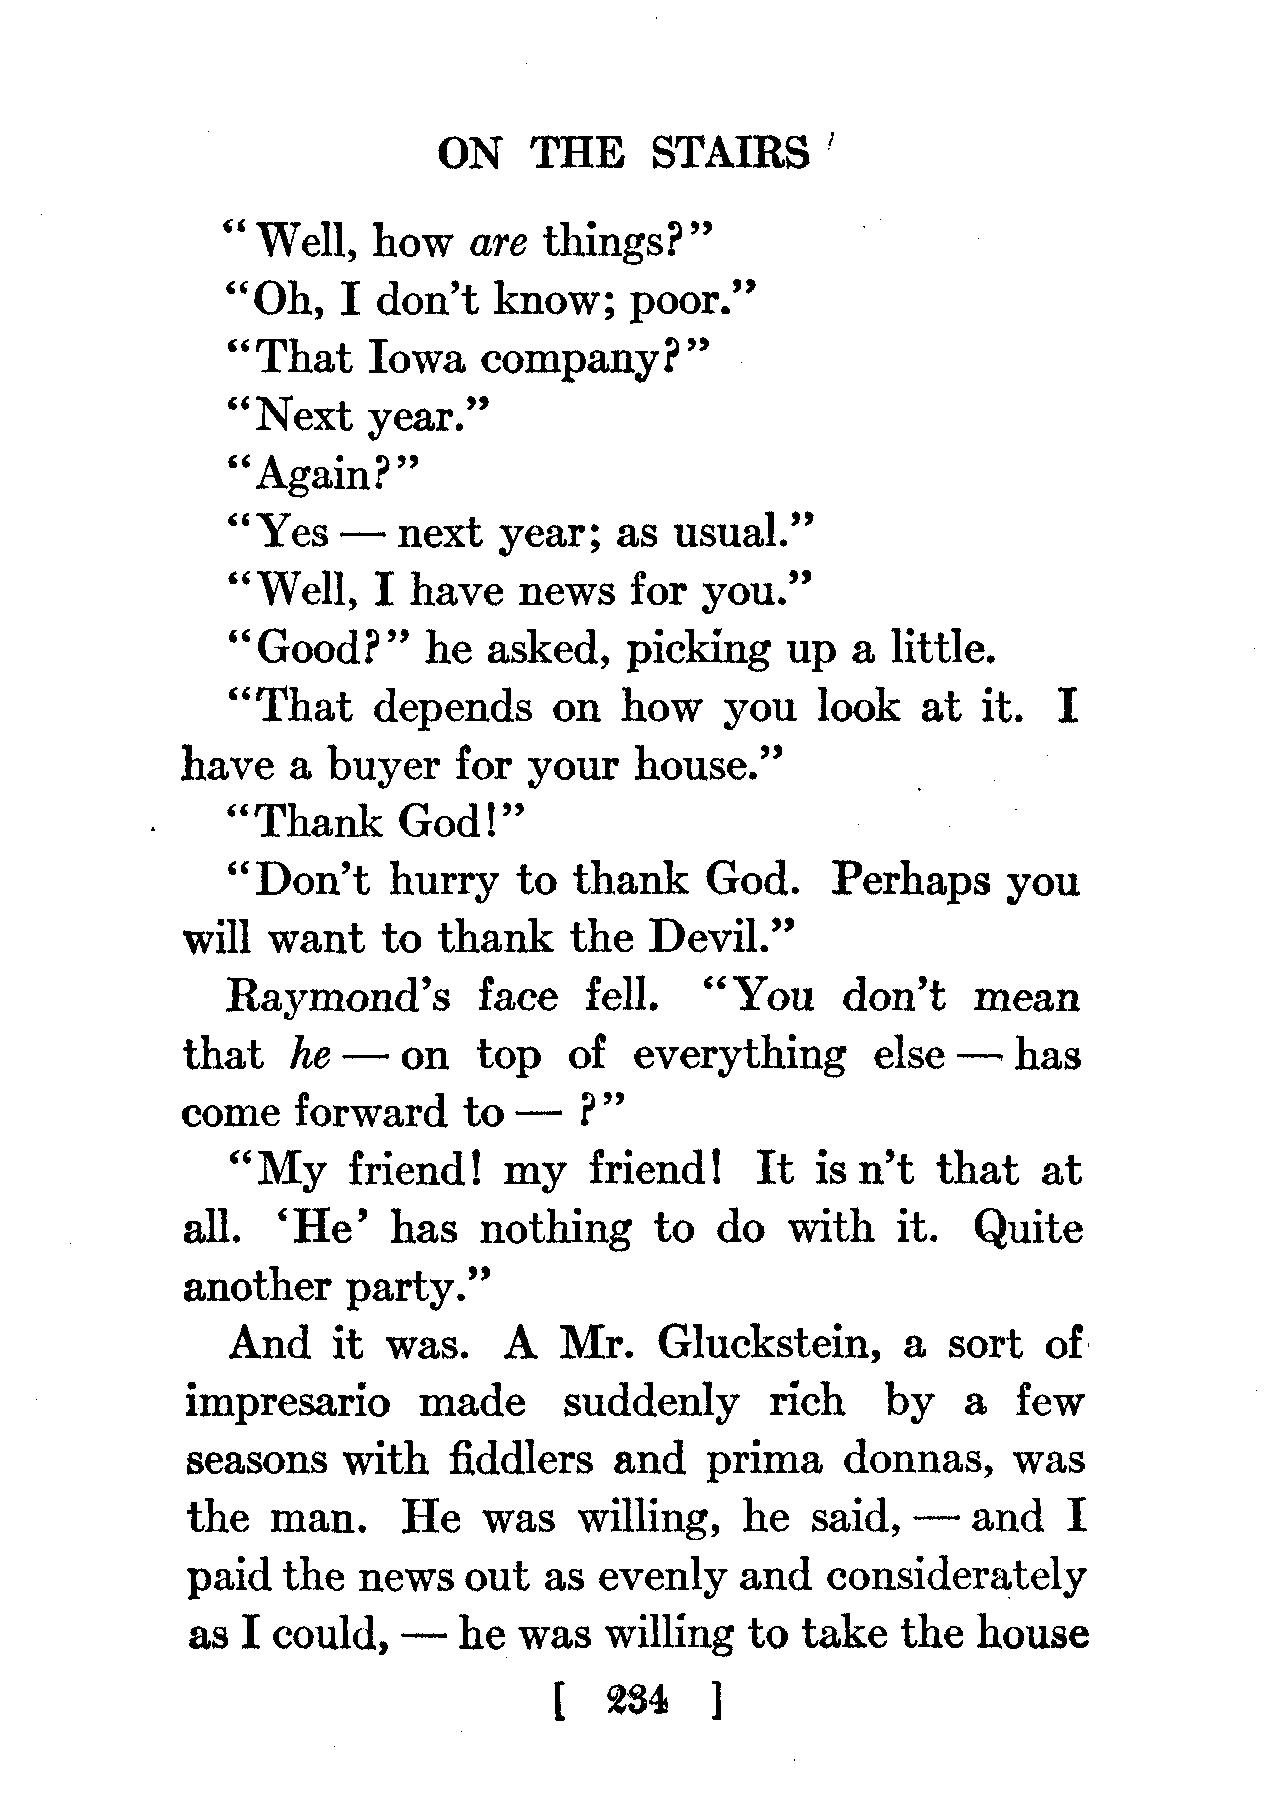 ON THE STAIRS
"Well, how are things?"
"Oh, I don't know; poor."
"That Iowa company?"
"Next year."
"Again?"
"Yes — next year; as usual."
"Well, I have news for you."
"Good?" he asked, picking up a little.
"That depends on how you look at it. I
have a buyer for your house."
"Thank God!"
"Don't hurry to thank God. Perhaps you
will want to thank the Devil."
Raymond's face fell. "You don't mean
that he — on top of everything else — has
come forward to — ?"
"My friend! my friend! It is n't that at
all. 'He' has nothing to do with it. Quite
another party."
And it was. A Mr. Gluckstein, a sort of
impresario made suddenly rich by a few
seasons with fiddlers and prima donnas, was
the man. He was willing, he said, — and I
paid the news out as evenly and considerately
as I could, — he was willing to take the house
[ 234 ]